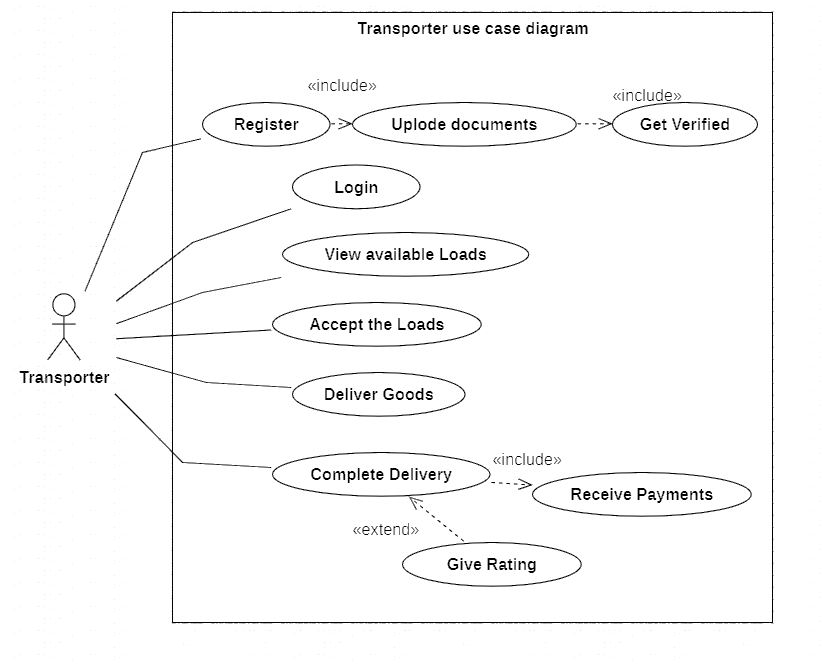 Transporter use case diagram
«include»
«include»
Register
Uplode documents
Get Verified
Login
View available Loads
Accept the Loads
Transporter
Deliver Goods
«include»
Complete Delivery
Receive Payments
«extend»
Give Rating